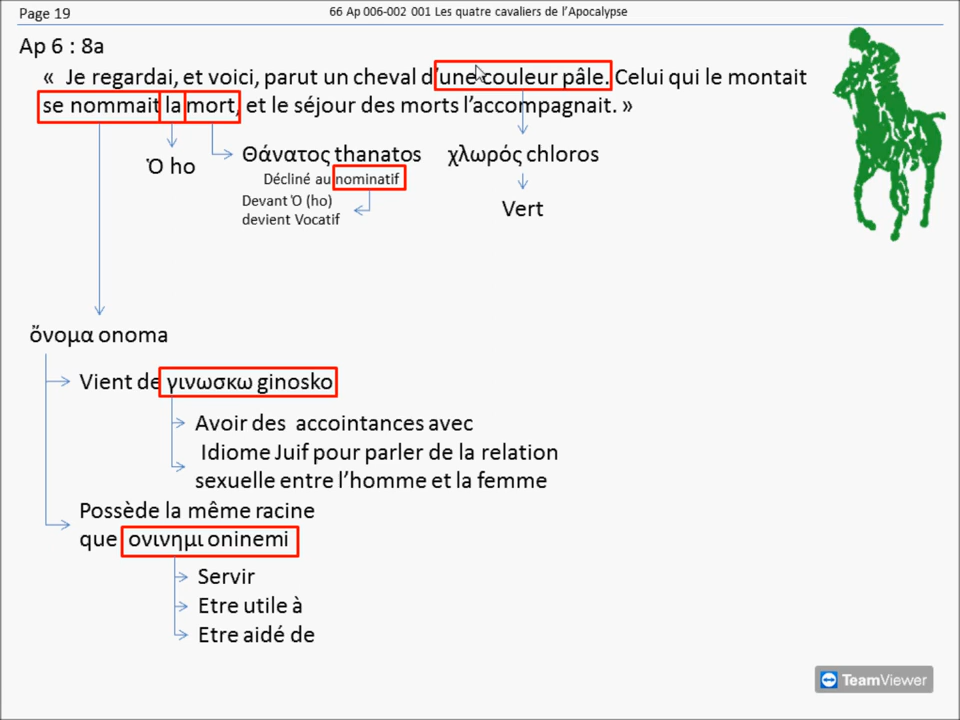 Page 19
66 Ap 006-002 001 Les quatre cavaliers de l’Apocalypse
Ap 6 : 8a
« Je regardai, et voici, parut un cheval d’une couleur pâle. Celui qui le montait
se nommait la mort, et le séjour des morts l’accompagnait. »
Ὁ ho
Θάνατος thanatos
χλωρός chloros
Décliné au nominatif
Devant Ὁ (ho)
devient Vocatif
Vert
ὄνομα onoma
Vient de γινωσκω ginosko
Avoir des accointances avec
Idiome Juif pour parler de la relation
sexuelle entre l’homme et la femme
Possède la même racine
que ονινημι oninemi
Servir
Etre utile à
Etre aidé de
TeamViewer